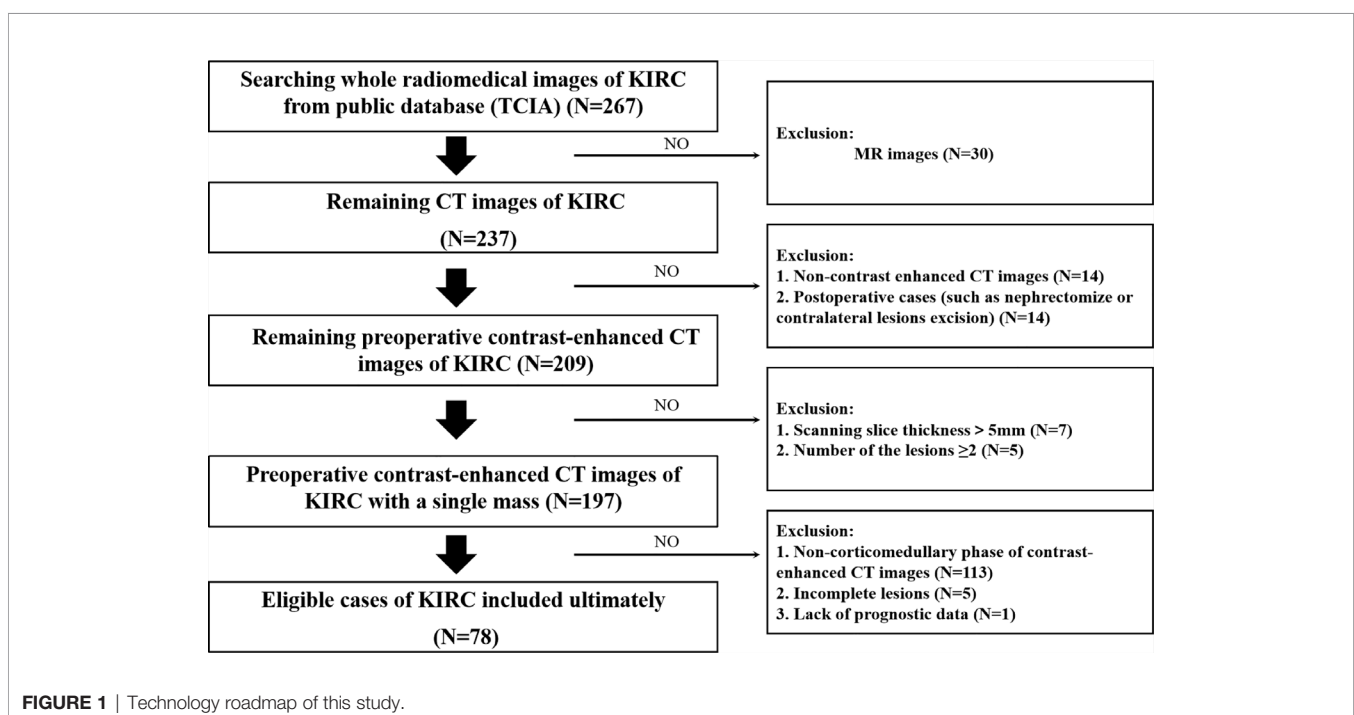 Searching whole radiomedical images of KIRC
from public database (TCIA) (N=267)
NO
Exclusion:
MR images (N=30)
Remaining CT images of KIRC
(N=237)
NO
Exclusion:
1. Non-contrast enhanced CT images (N=14)
2. Postoperative cases (such as nephrectomize or
contralateral lesions excision) (N=14)
Remaining preoperative contrast-enhanced CT
images of KIRC (N=209)
NO
Exclusion:
1. Scanning slice thickness > 5mm (N=7)
2. Number of the lesions ≥2 (N=5)
Preoperative contrast-enhanced CT images of
KIRC with a single mass (N=197)
NO
Exclusion:
1. Non-corticomedullary phase of contrast-
enhanced CT images (N=113)
2. Incomplete lesions (N=5)
3. Lack of prognostic data (N=1)
Eligible cases of KIRC included ultimately
(N=78)
FIGURE 1 | Technology roadmap of this study.